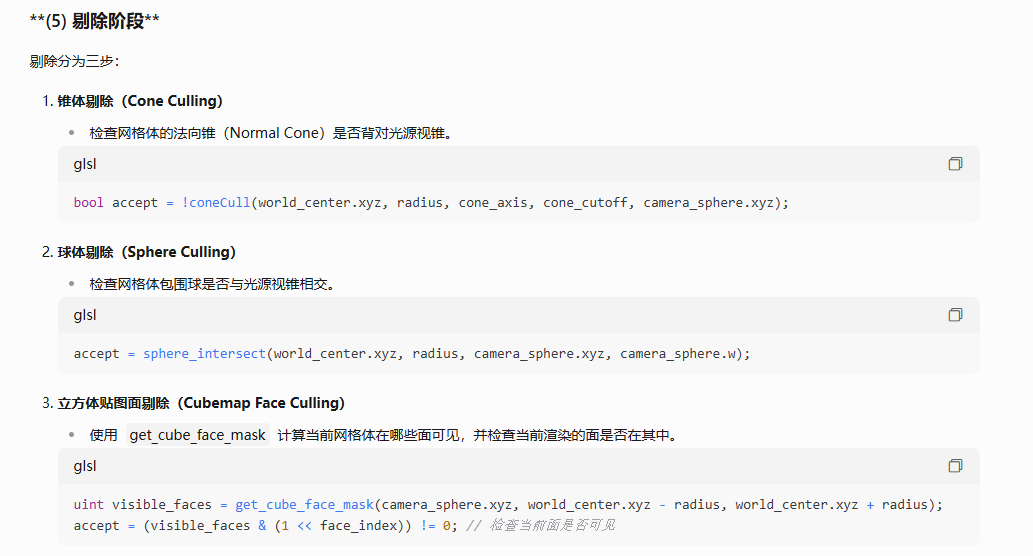 **(5) 剔除阶段**
剔除分为三步：
1. 锥体剔除（Cone Culling）
• 检查网格体的法向锥（Normal Cone）是否背对光源视锥。
glsl
bool accept = !coneCull(world_center.xyz, radius, cone_axis, cone_cutoff, camera_sphere.xyz);
2. 球体剔除（Sphere Culling）
• 检查网格体包围球是否与光源视锥相交。
glsl
accept = sphere_intersect(world_center.xyz, radius, camera_sphere.xyz, camera_sphere.w);
3. 立方体贴图面剔除（Cubemap Face Culling）
• 使用 get_cube_face_mask 计算当前网格体在哪些面可见，并检查当前渲染的面是否在其中。
glsl
uint visible_faces = get_cube_face_mask(camera_sphere.xyz, world_center.xyz - radius, world_center.xyz + radius);
accept = (visible_faces & (1 << face_index)) != 0; // 检查当前面是否可见